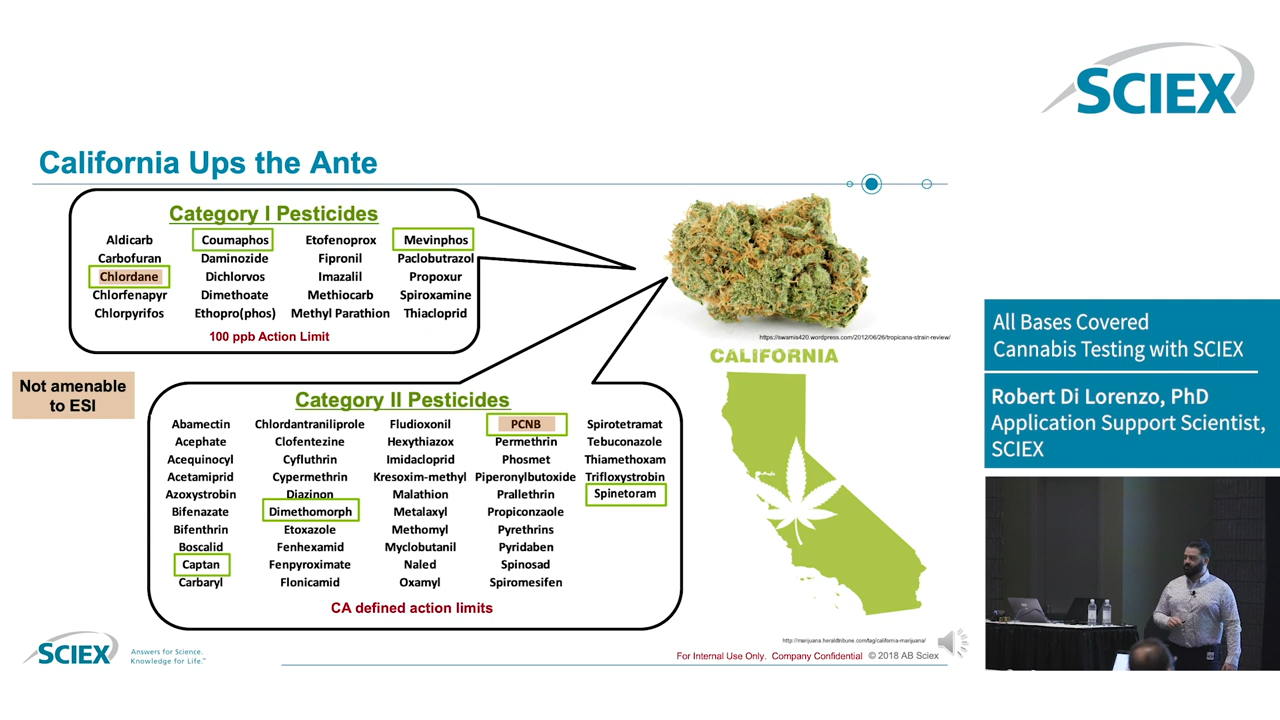 SCIEX
California Ups the Ante
Category I Pesticides
Aldicarb Coumaphos Etofenoprox Mevinphos
Carbofuran Daminozide Fipronil Paclobutrazol
Chlordane Dichlorvos Imazalil Propoxur
Chlorfenapyr Dimethoate Methiocarb Spiroxamine
Chlorpyrifos Ethopro(phos) Methyl Parathion Thiacloprid
100 ppb Action Limit
https://swamis420.wordpress.com/2012/06/26/tropicana-strain-review/
CALIFORNIA
Not amenable
to ESI
Category II Pesticides
Abamectin Chlordantraniliprole Fludioxonil PCNB Spirotetramat
Acephate Clofentezine Hexythiazox Permethrin Tebuconazole
Acequinocyl Cyfluthrin Imidacloprid Phosmet Thiamethoxam
Acetamiprid Cypermethrin Kresoxim-methyl Piperonylbutoxide Trifloxystrobin
Azoxystrobin Diazinon Malathion Prallethrin Spinetoram
Bifenazate Dimethomorph Metalaxyl Propiconzaole
Bifenthrin Etoxazole Methomyl Pyrethrins
Boscalid Fenhexamid Myclobutanil Pyridaben
Captan Fenpyroximate Naled Spinosad
Carbaryl Flonicamid Oxamyl Spiromesifen
CA defined action limits
http://marijuana.heraldtribune.com/tag/california-marijuana/
SCIEX
Answers for Science.
Knowledge for Life.™
For Internal Use Only. Company Confidential © 2018 AB Sciex
All Bases Covered
Cannabis Testing with SCIEX
Robert Di Lorenzo, PhD
Application Support Scientist,
SCIEX